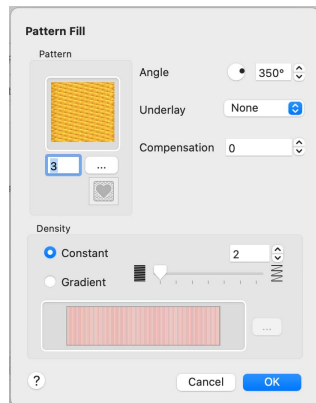 Pattern Fill
Pattern
Angle
350°
Underlay
None
Compensation
0
3
...
Density
Constant
2
Gradient
...
?
Cancel
OK